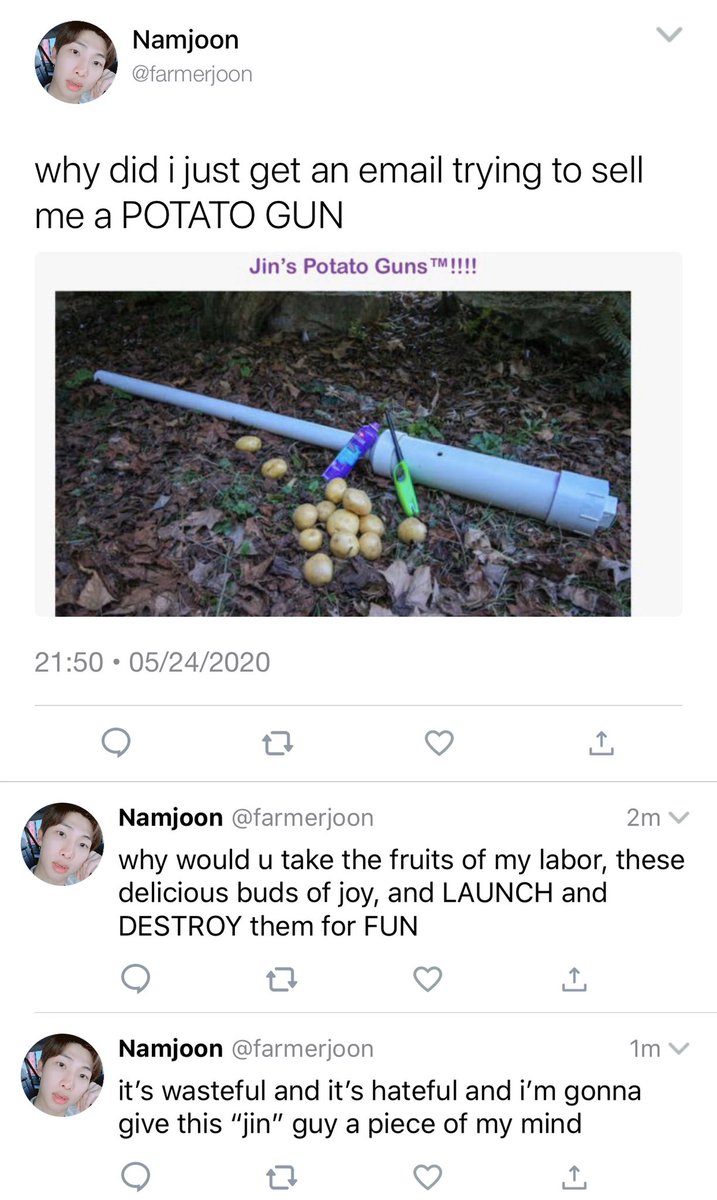 Namjoon
@farmerjoon
why did i just get an email trying to sell
me a POTATO GUN
Jin's Potato Guns™!!!!
21:50 • 05/24/2020
Namjoon @farmerjoon 2m
why would u take the fruits of my labor, these
delicious buds of joy, and LAUNCH and
DESTROY them for FUN
Namjoon @farmerjoon 1m
it's wasteful and it's hateful and i'm gonna
give this “jin” guy a piece of my mind